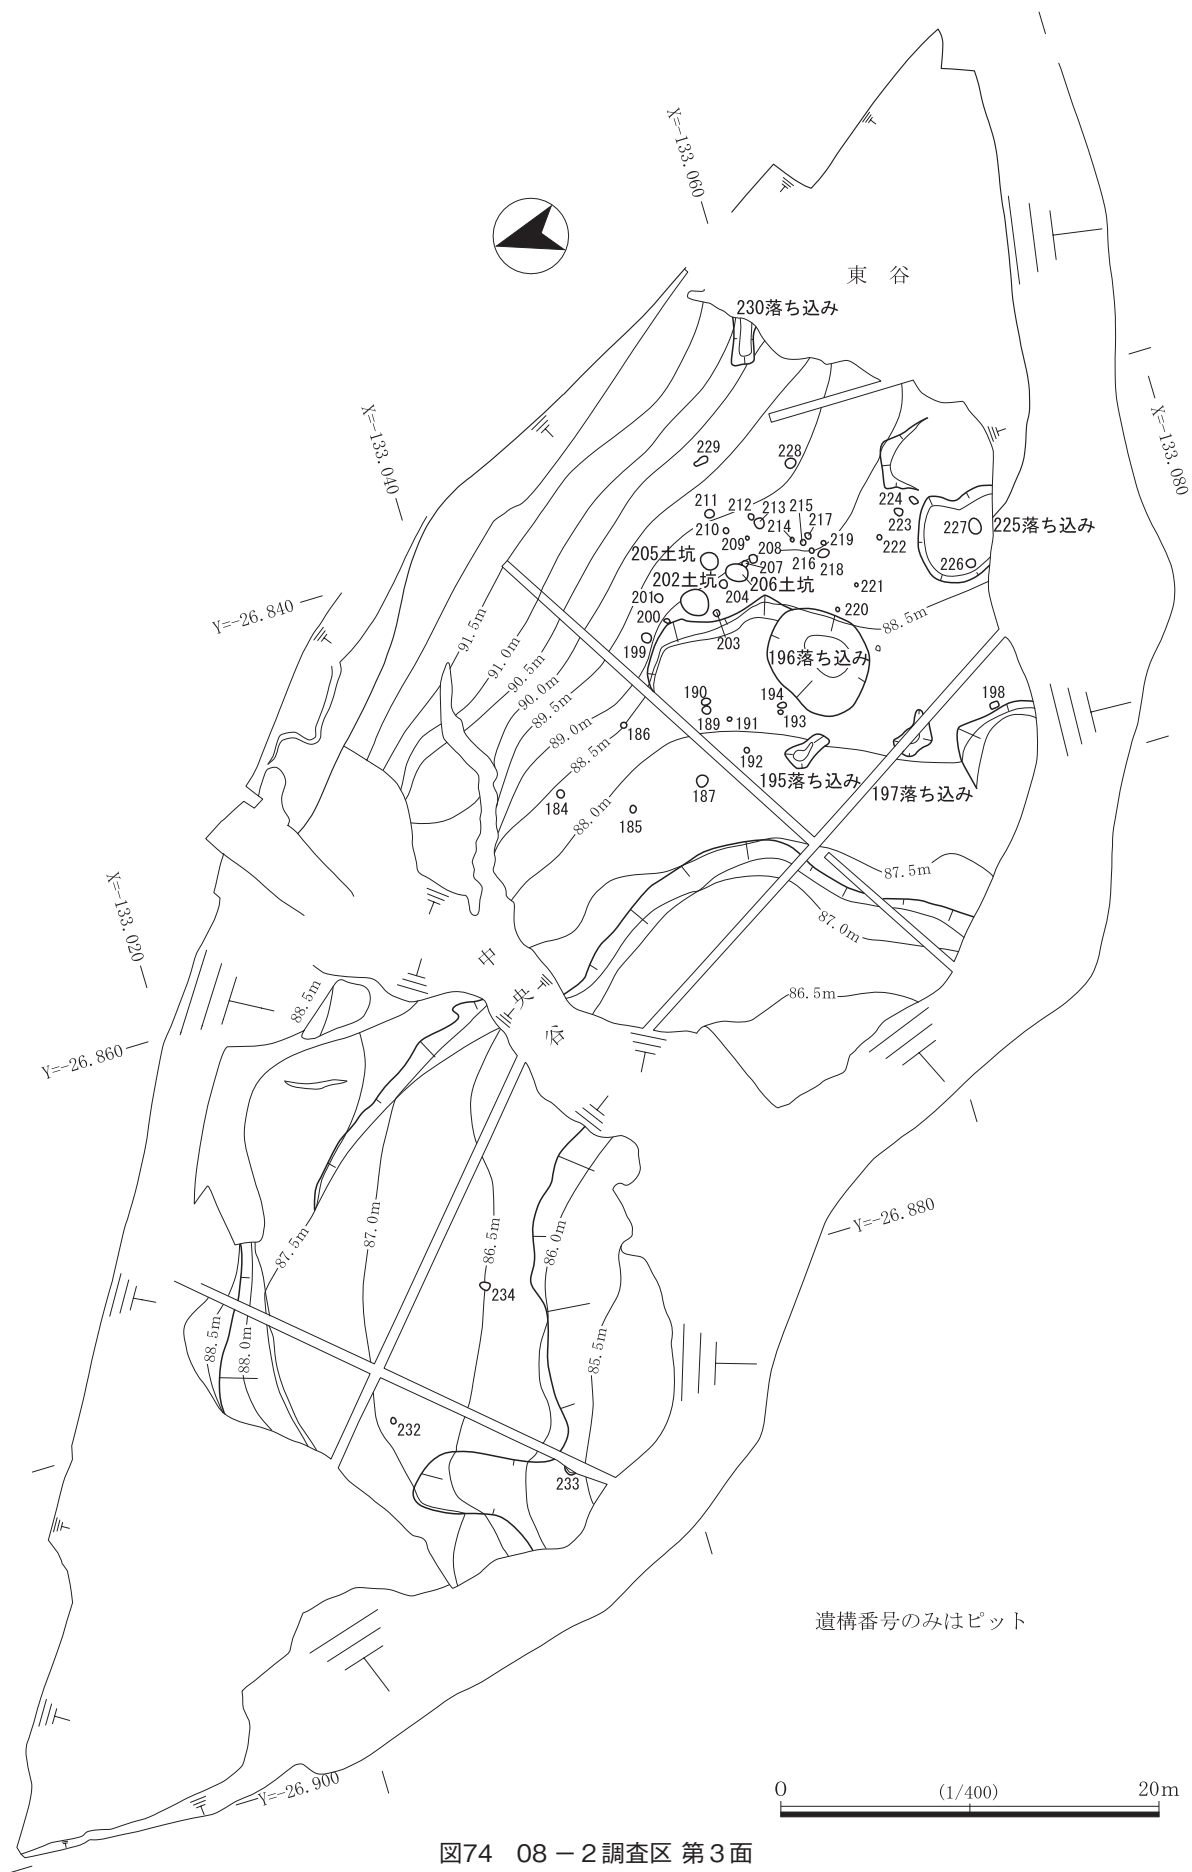 X=-133.060
東 谷
230落ち込み
X=-133.040
X=-133.080
229
228
211
212
213
215
217
224
223
210
209
214
219
222
227
225落ち込み
205土坑
208
216
218
226
202土坑
207
206土坑
201
204
221
200
203
220
88.5m
199
Y=-26.840
196落ち込み
91.5m
91.0m
90.5m
90.0m
89.5m
89.0m
88.5m
88.0m
190
189
191
194
193
198
186
192
195落ち込み
197落ち込み
184
185
187
87.5m
87.0m
86.5m
X=-133.020
中央谷
88.5m
Y=-26.860
Y=-26.880
87.5m
87.0m
86.5m
86.0m
85.5m
234
88.5m
88.0m
232
233
遺構番号のみはピット
Y=-26.900
0
(1/400)
20m
図74 08－2調査区 第3面